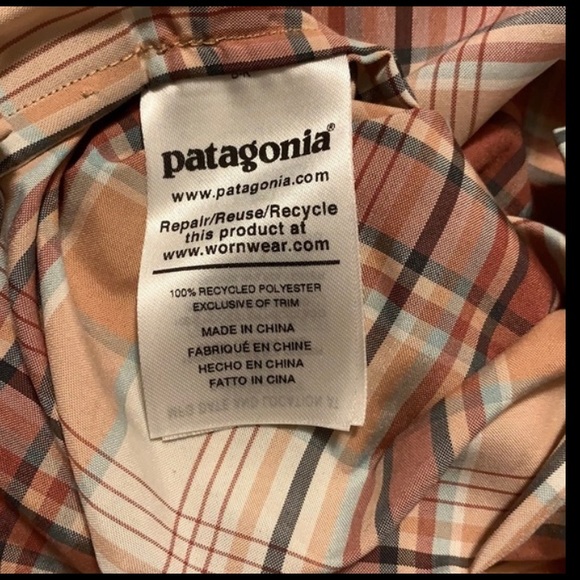 patagonia®
www.patagonia.com
Repair/Reuse/Recycle
this product at
www.wornwear.com
100% RECYCLED POLYESTER
EXCLUSIVE OF TRIM
MADE IN CHINA
FABRIQUÉ EN CHINE
HECHO EN CHINA
FATTO IN CINA